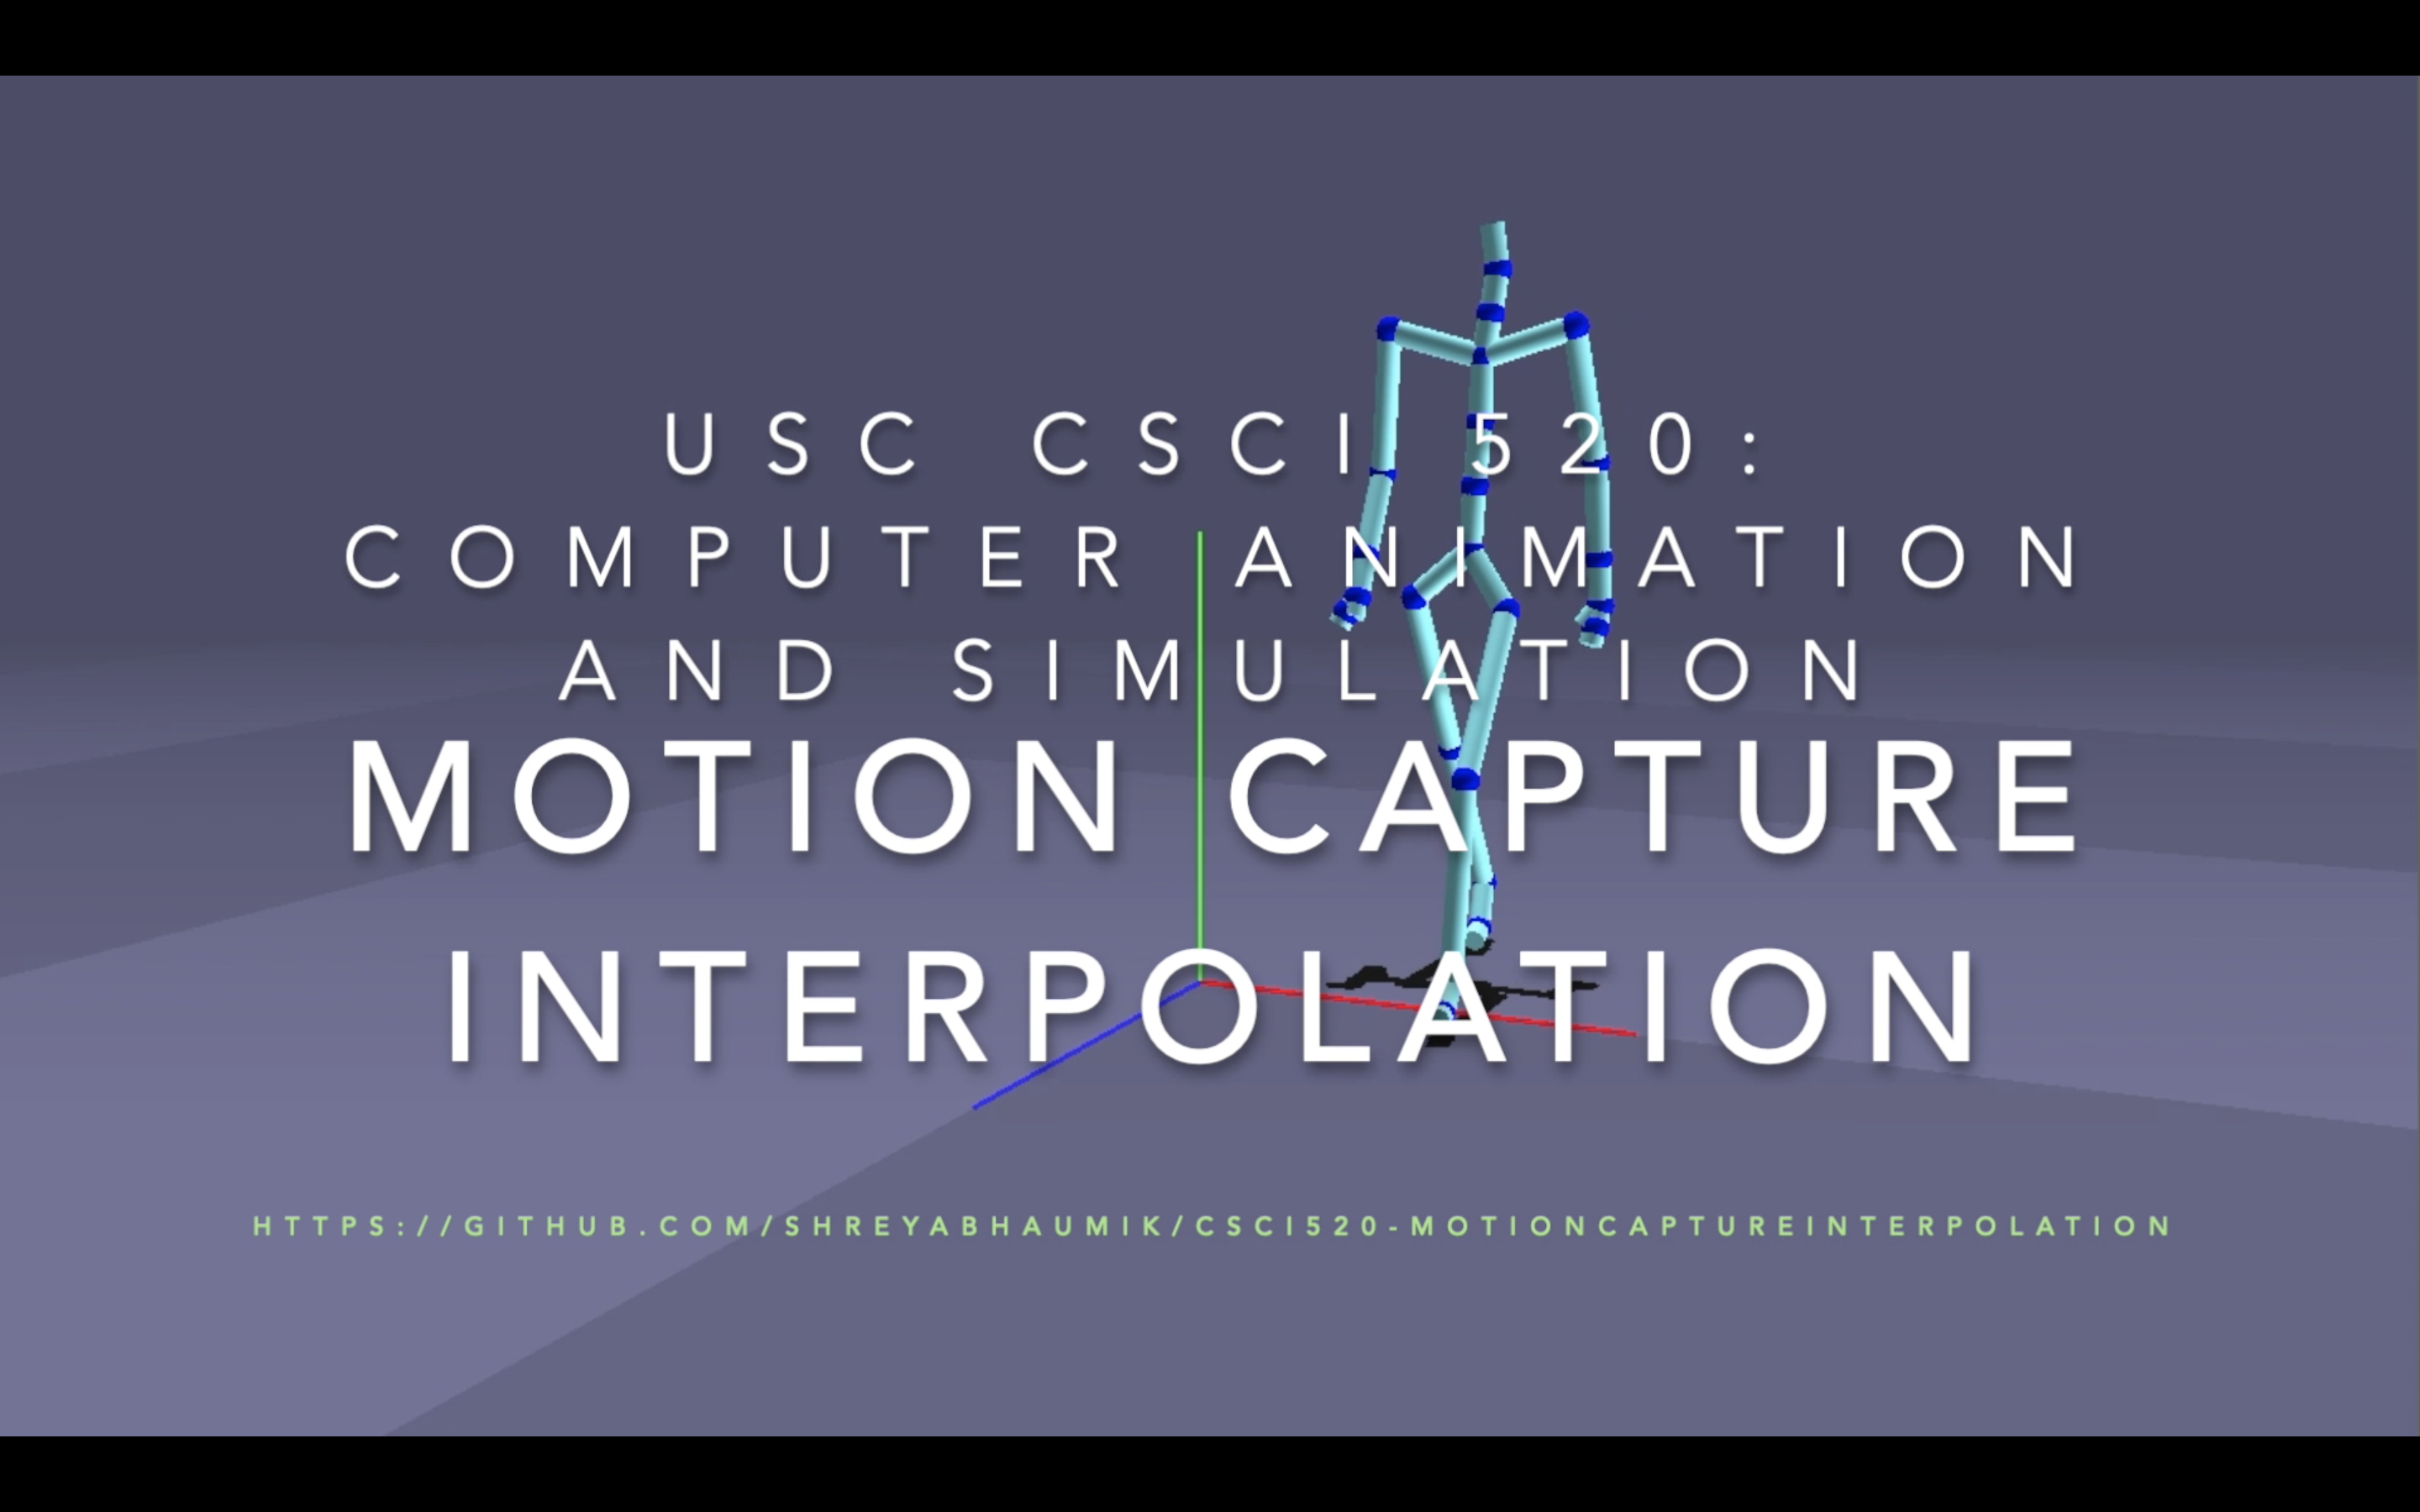 USC CSCI 520:
COMPUTER ANIMATION
AND SIMULATION
MOTION CAPTURE
INTERPOLATION
HTTPS://GITHUB.COM/SHREYABHAUMIK/CSCI520-MOTIONCAPTUREINTERPOLATION